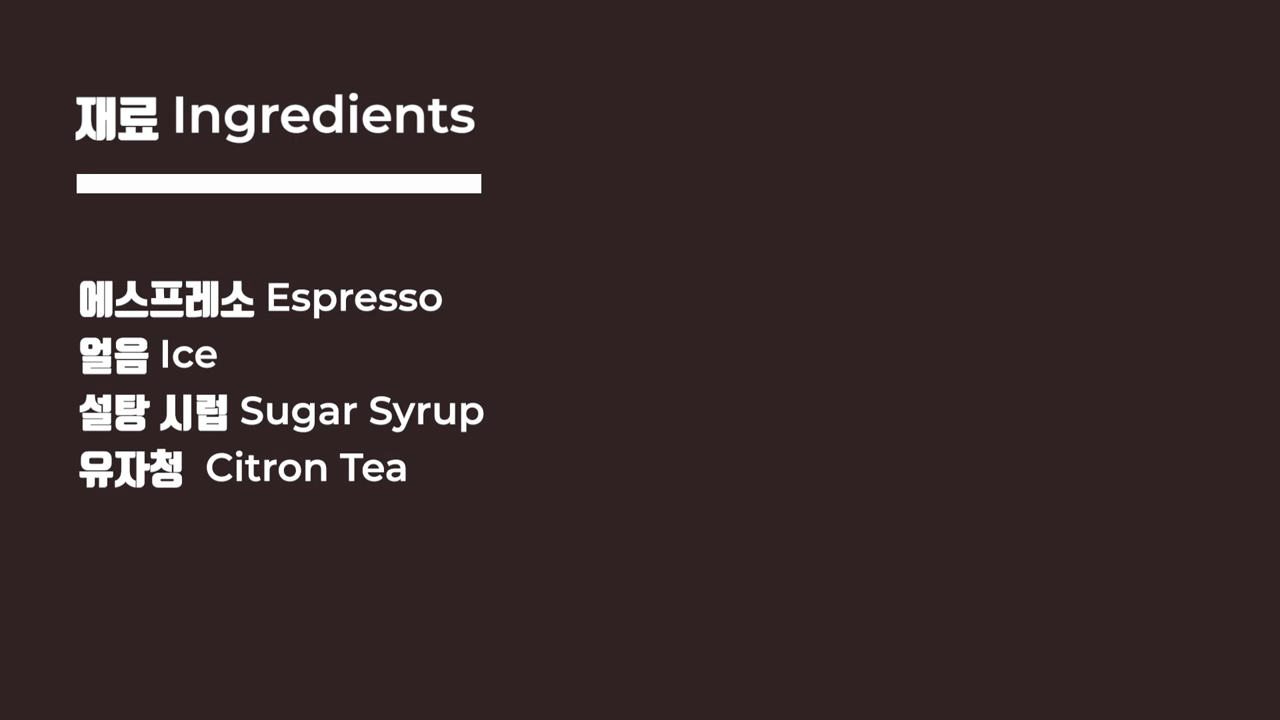 재료 Ingredients
에스프레소 Espresso
얼음 Ice
설탕 시럽 Sugar Syrup
유자청 Citron Tea